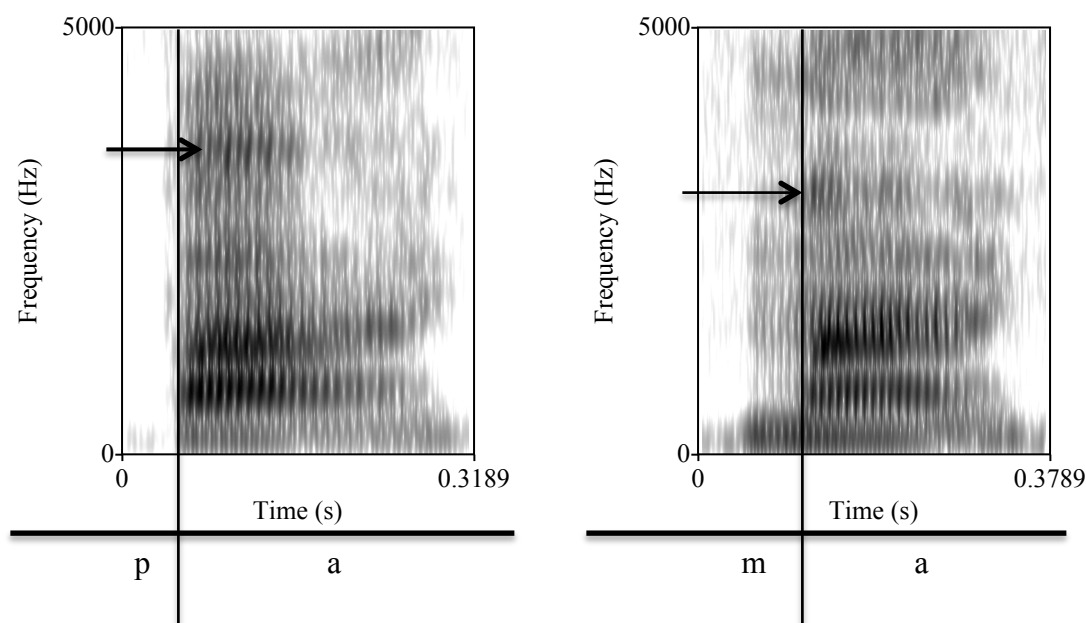 5000
Frequency (Hz)
0
0
0.3189
Time (s)
p
a
5000
Frequency (Hz)
0
0
0.3789
Time (s)
m
a